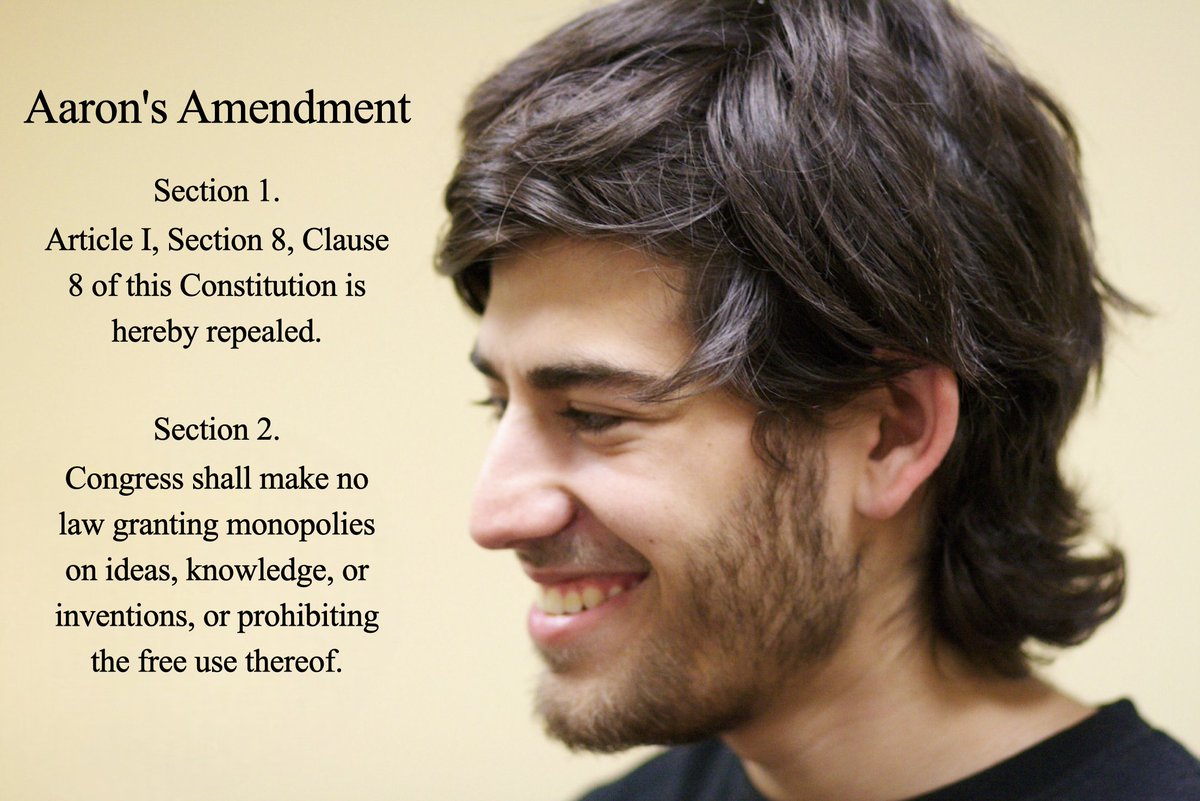 Aaron's Amendment
Section 1.
Article I, Section 8, Clause
8 of this Constitution is
hereby repealed.
Section 2.
Congress shall make no
law granting monopolies
on ideas, knowledge, or
inventions, or prohibiting
the free use thereof.